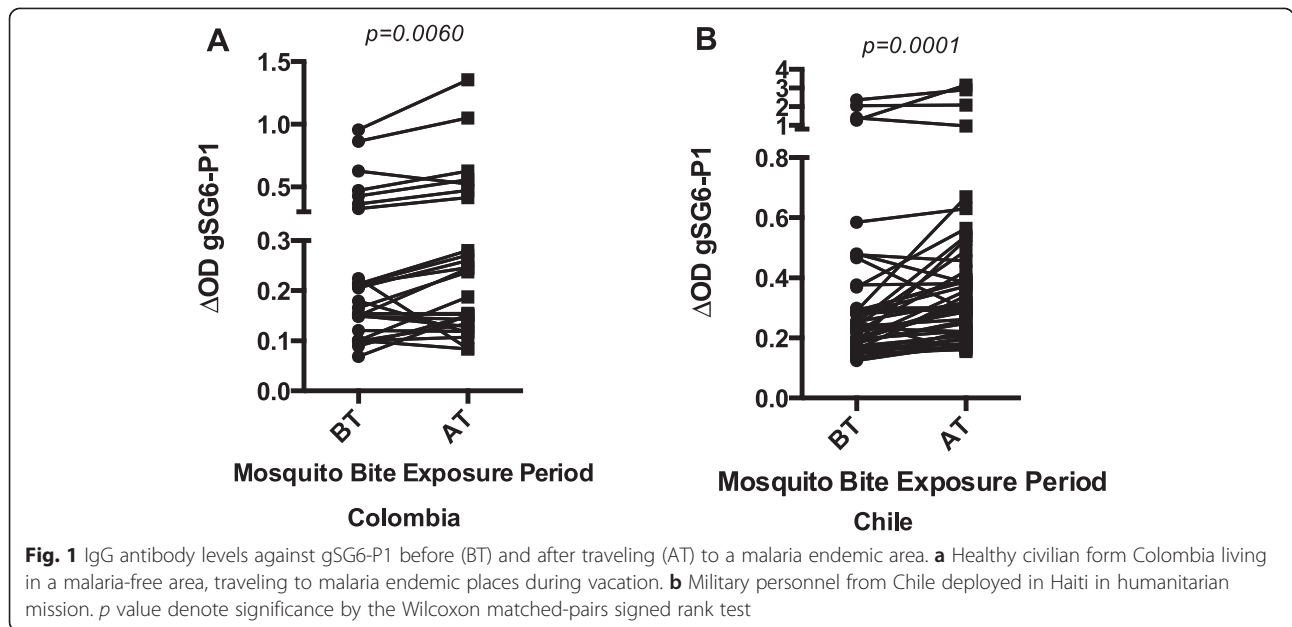 A
p=0.0060
1.5
1.0
0.5
0.3
0.2
0.1
0.0
ΔOD gSG6-P1
BT
AT
Mosquito Bite Exposure Period
Colombia
B
p=0.0001
4
3
2
1
0.8
0.6
0.4
0.2
0.0
ΔOD gSG6-P1
BT
AT
Mosquito Bite Exposure Period
Chile
Fig. 1 IgG antibody levels against gSG6-P1 before (BT) and after traveling (AT) to a malaria endemic area. a Healthy civilian form Colombia living
in a malaria-free area, traveling to malaria endemic places during vacation. b Military personnel from Chile deployed in Haiti in humanitarian
mission. p value denote significance by the Wilcoxon matched-pairs signed rank test